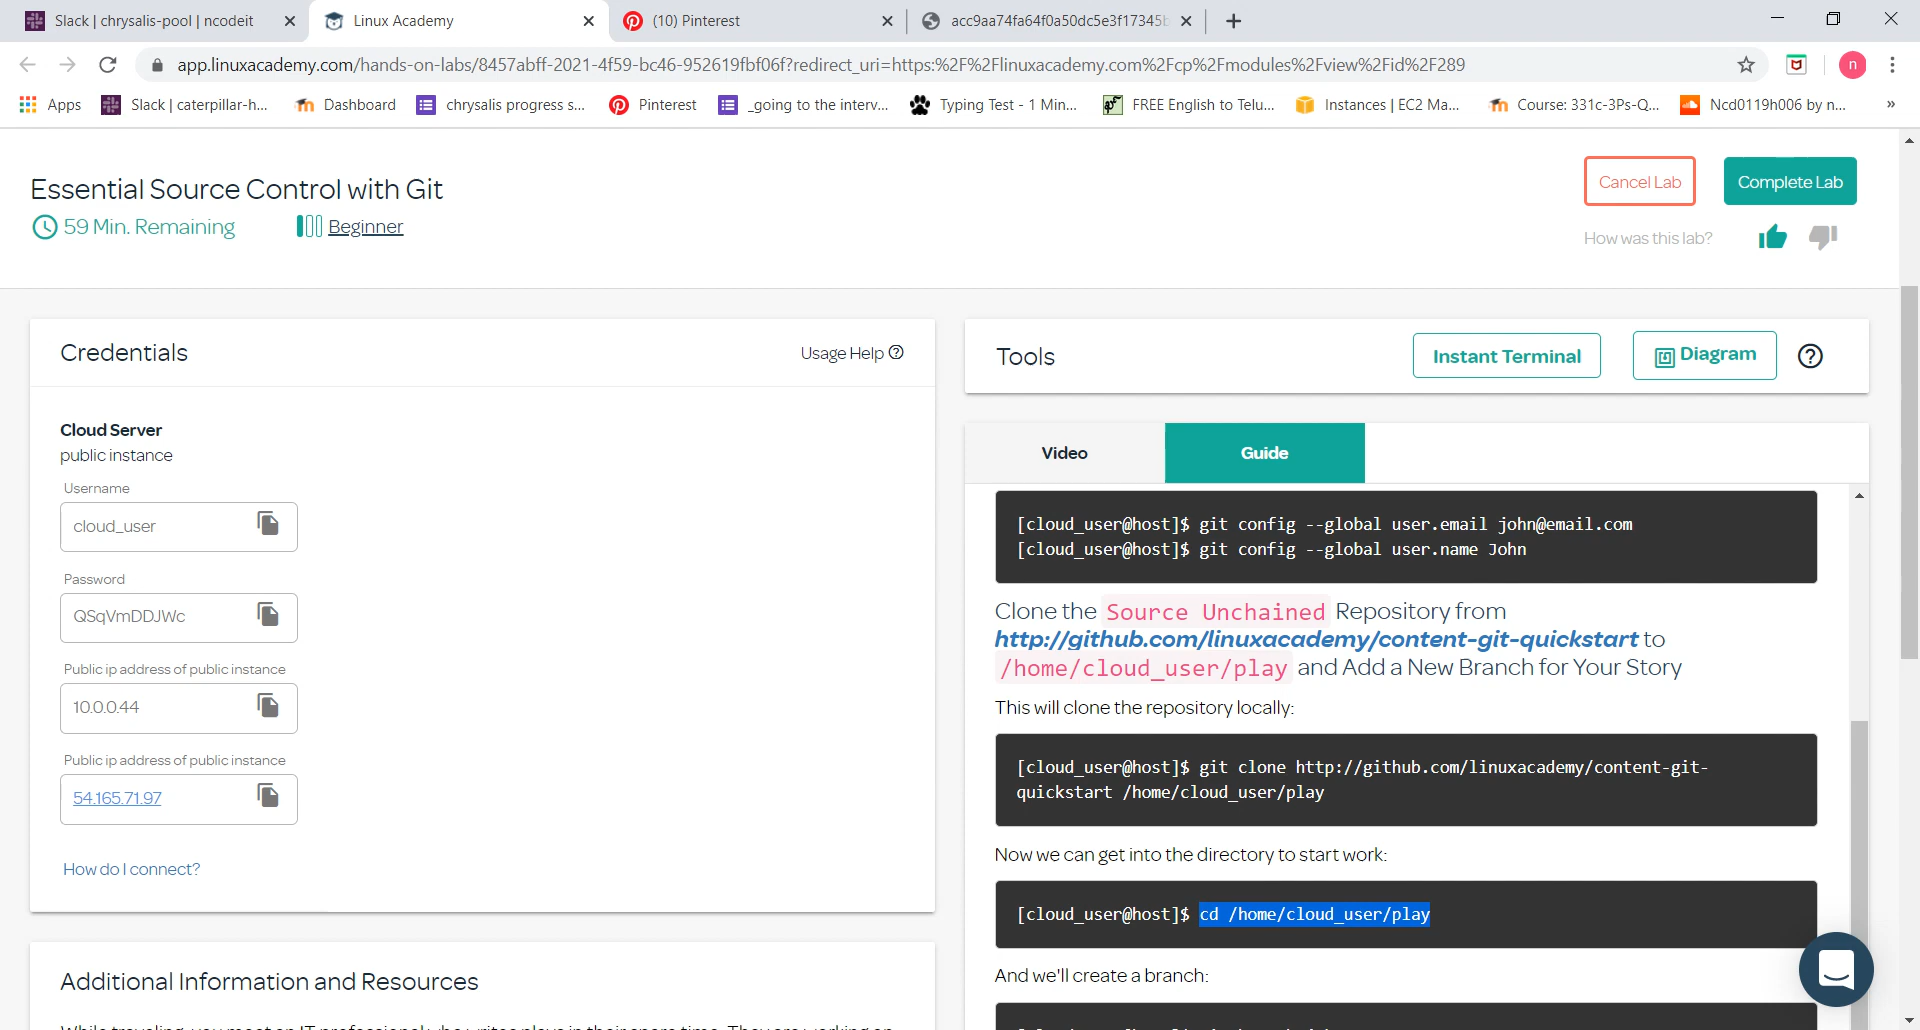 Slack | chrysalis-pool | ncodeit
Linux Academy
(10) Pinterest
acc9aa74fa64f0a50dc5e3f17345b
app.linuxacademy.com/hands-on-labs/8457abff-2021-4f59-bc46-952619fbf06f?redirect_uri=https:%2F%2Flinuxacademy.com%2Fcp%2Fmodules%2Fview%2Fid%2F289
n
Apps
Slack | caterpillar-h...
Dashboard
chrysalis progress s...
Pinterest
_going to the interv...
Typing Test - 1 Min...
FREE English to Telu...
Instances | EC2 Ma...
Course: 331c-3Ps-Q...
Ncd0119h006 by n...
»
Essential Source Control with Git
59 Min. Remaining
Beginner
Cancel Lab
Complete Lab
How was this lab?
Credentials
Usage Help
Cloud Server
public instance
Username
cloud_user
Password
QSqVmDDJWc
Public ip address of public instance
10.0.0.44
Public ip address of public instance
54.165.71.97
How do I connect?
Additional Information and Resources
Tools
Instant Terminal
Diagram
Video
Guide
[cloud_user@host]$ git config --global user.email john@email.com
[cloud_user@host]$ git config --global user.name John
Clone the Source Unchained Repository from
http://github.com/linuxacademy/content-git-quickstart to
/home/cloud_user/play and Add a New Branch for Your Story
This will clone the repository locally:
[cloud_user@host]$ git clone http://github.com/linuxacademy/content-git-
quickstart /home/cloud_user/play
Now we can get into the directory to start work:
[cloud_user@host]$ cd /home/cloud_user/play
And we'll create a branch: